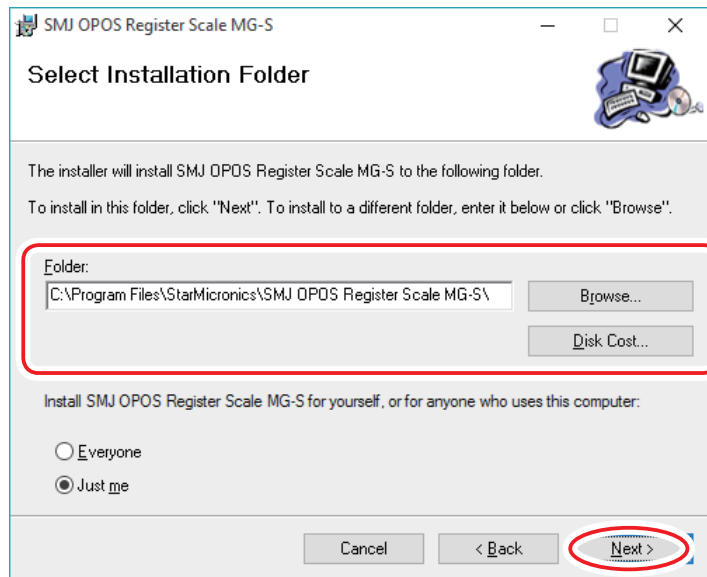 SMJ OPOS Register Scale MG-S
Select Installation Folder
The installer will install SMJ OPOS Register Scale MG-S to the following folder.
To install in this folder, click "Next". To install to a different folder, enter it below or click "Browse".
Folder:
C:\Program Files\StarMicronics\SMJ OPOS Register Scale MG-S\
Browse...
Disk Cost...
Install SMJ OPOS Register Scale MG-S for yourself, or for anyone who uses this computer:
Everyone
Just me
Cancel
< Back
Next >